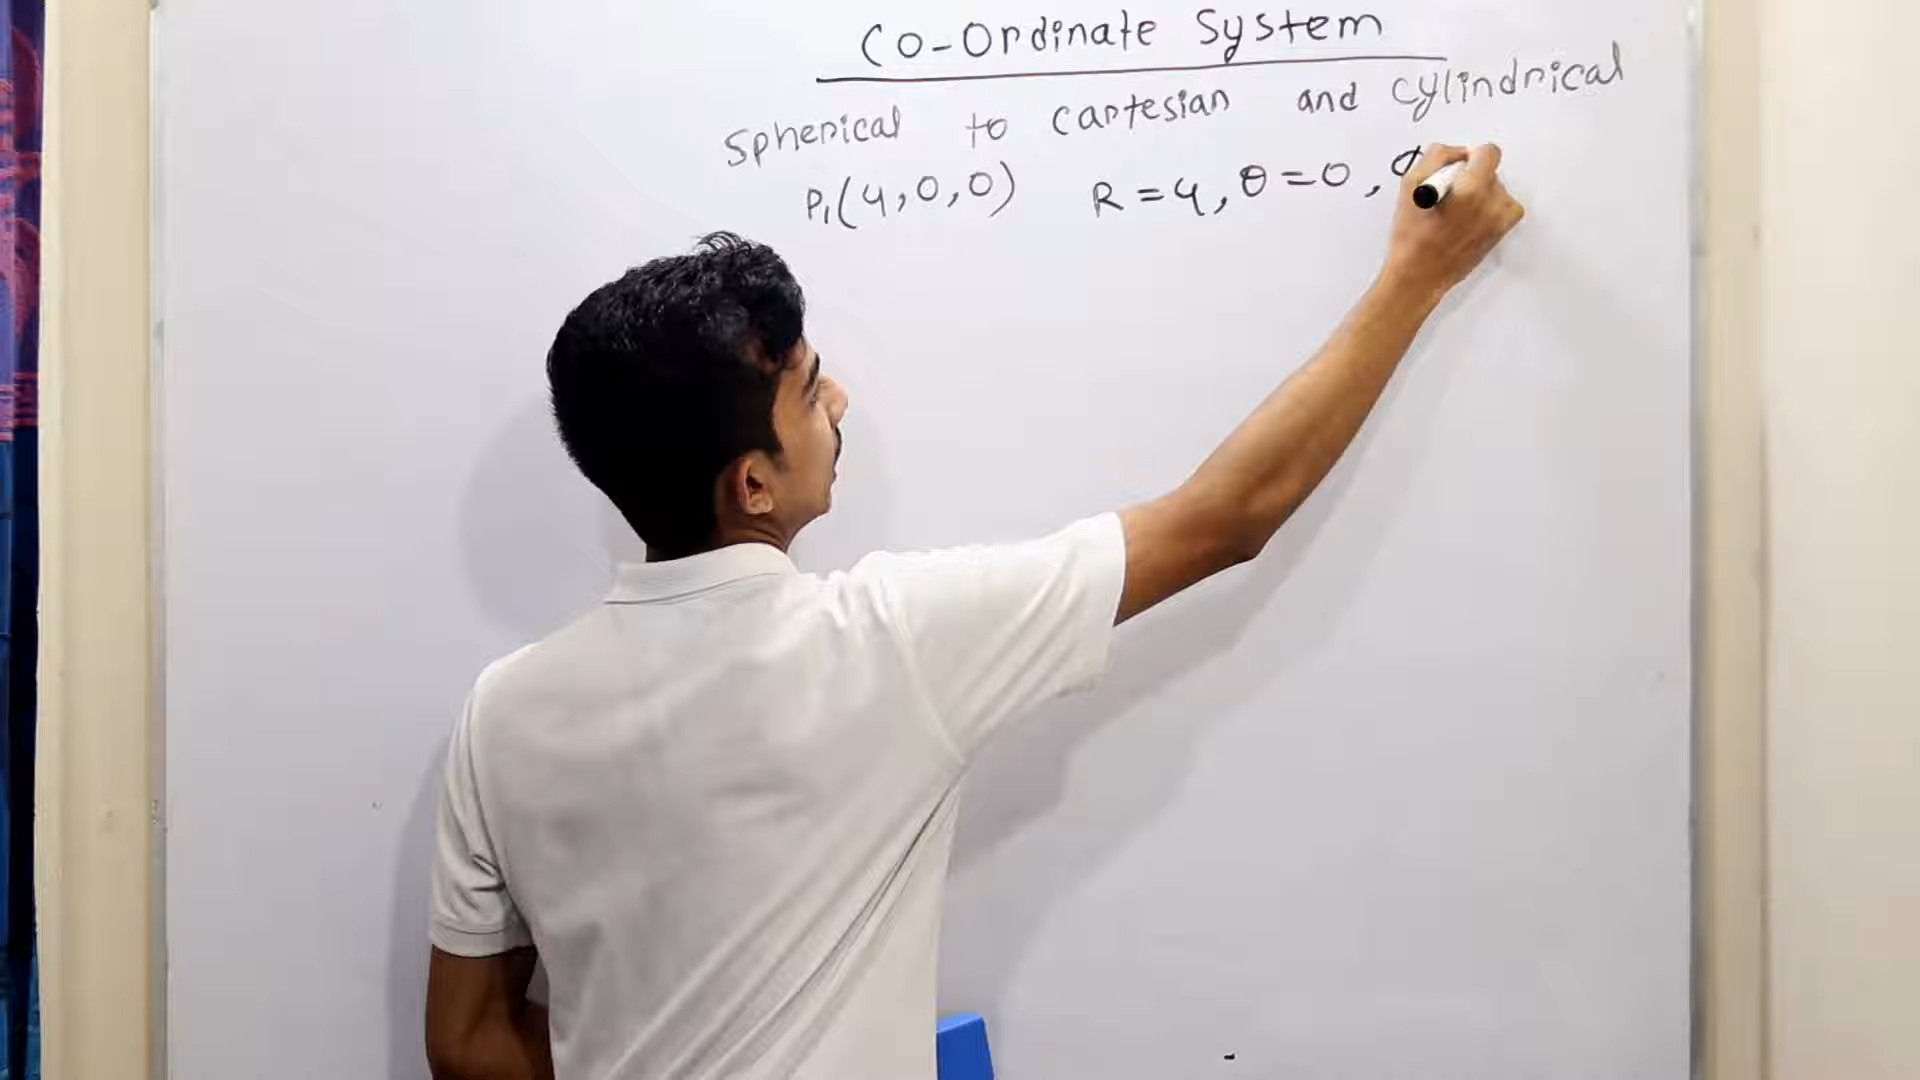 Co-Ordinate System
Spherical to cartesian and cylindrical
P₁(4,0,0) R=4, θ=0,